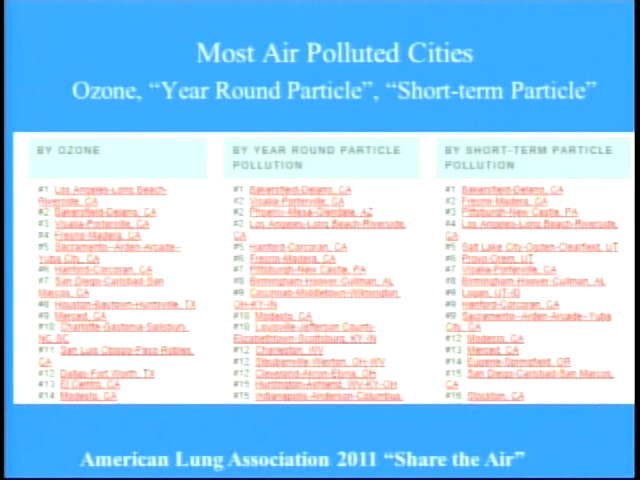 Most Air Polluted Cities
Ozone, “Year Round Particle”, “Short-term Particle”
BY OZONE
#1 Los Angeles-Long Beach-
Riverside, CA
#2 Bakersfield-Delano, CA
#3 Visalia-Porterville, CA
#4 Fresno-Madera, CA
#5 Sacramento--Arden-Arcade--
Yuba City, CA
#6 Hanford-Corcoran, CA
#7 San Diego-Carlsbad-San
Marcos, CA
#8 Houston-Baytown-Huntsville, TX
#9 Merced, CA
#10 Charlotte-Gastonia-Salisbury,
NC-SC
#11 San Luis Obispo-Paso Robles,
CA
#12 Dallas-Fort Worth, TX
#13 El Centro, CA
#14 Modesto, CA
BY YEAR ROUND PARTICLE
POLLUTION
#1 Bakersfield-Delano, CA
#2 Visalia-Porterville, CA
#2 Phoenix-Mesa-Glendale, AZ
#2 Los Angeles-Long Beach-Riverside,
CA
#5 Hanford-Corcoran, CA
#6 Fresno-Madera, CA
#7 Pittsburgh-New Castle, PA
#8 Birmingham-Hoover-Cullman, AL
#9 Cincinnati-Middletown-Wilmington,
OH-KY-IN
#10 Modesto, CA
#10 Louisville-Jefferson County-
Elizabethtown-Scottsburg, KY-IN
#12 Charleston, WV
#12 Steubenville-Weirton, OH-WV
#12 Cleveland-Akron-Elyria, OH
#15 Huntington-Ashland, WV-KY-OH
#15 Indianapolis-Anderson-Columbus,
BY SHORT-TERM PARTICLE
POLLUTION
#1 Bakersfield-Delano, CA
#2 Fresno-Madera, CA
#3 Pittsburgh-New Castle, PA
#4 Los Angeles-Long Beach-Riverside,
CA
#5 Salt Lake City-Ogden-Clearfield, UT
#6 Provo-Orem, UT
#7 Visalia-Porterville, CA
#8 Birmingham-Hoover-Cullman, AL
#9 Logan, UT-ID
#9 Hanford-Corcoran, CA
#9 Sacramento--Arden-Arcade--Yuba
City, CA
#12 Modesto, CA
#13 Merced, CA
#14 Eugene-Springfield, OR
#15 San Diego-Carlsbad-San Marcos,
CA
#16 Stockton, CA
American Lung Association 2011 “Share the Air”